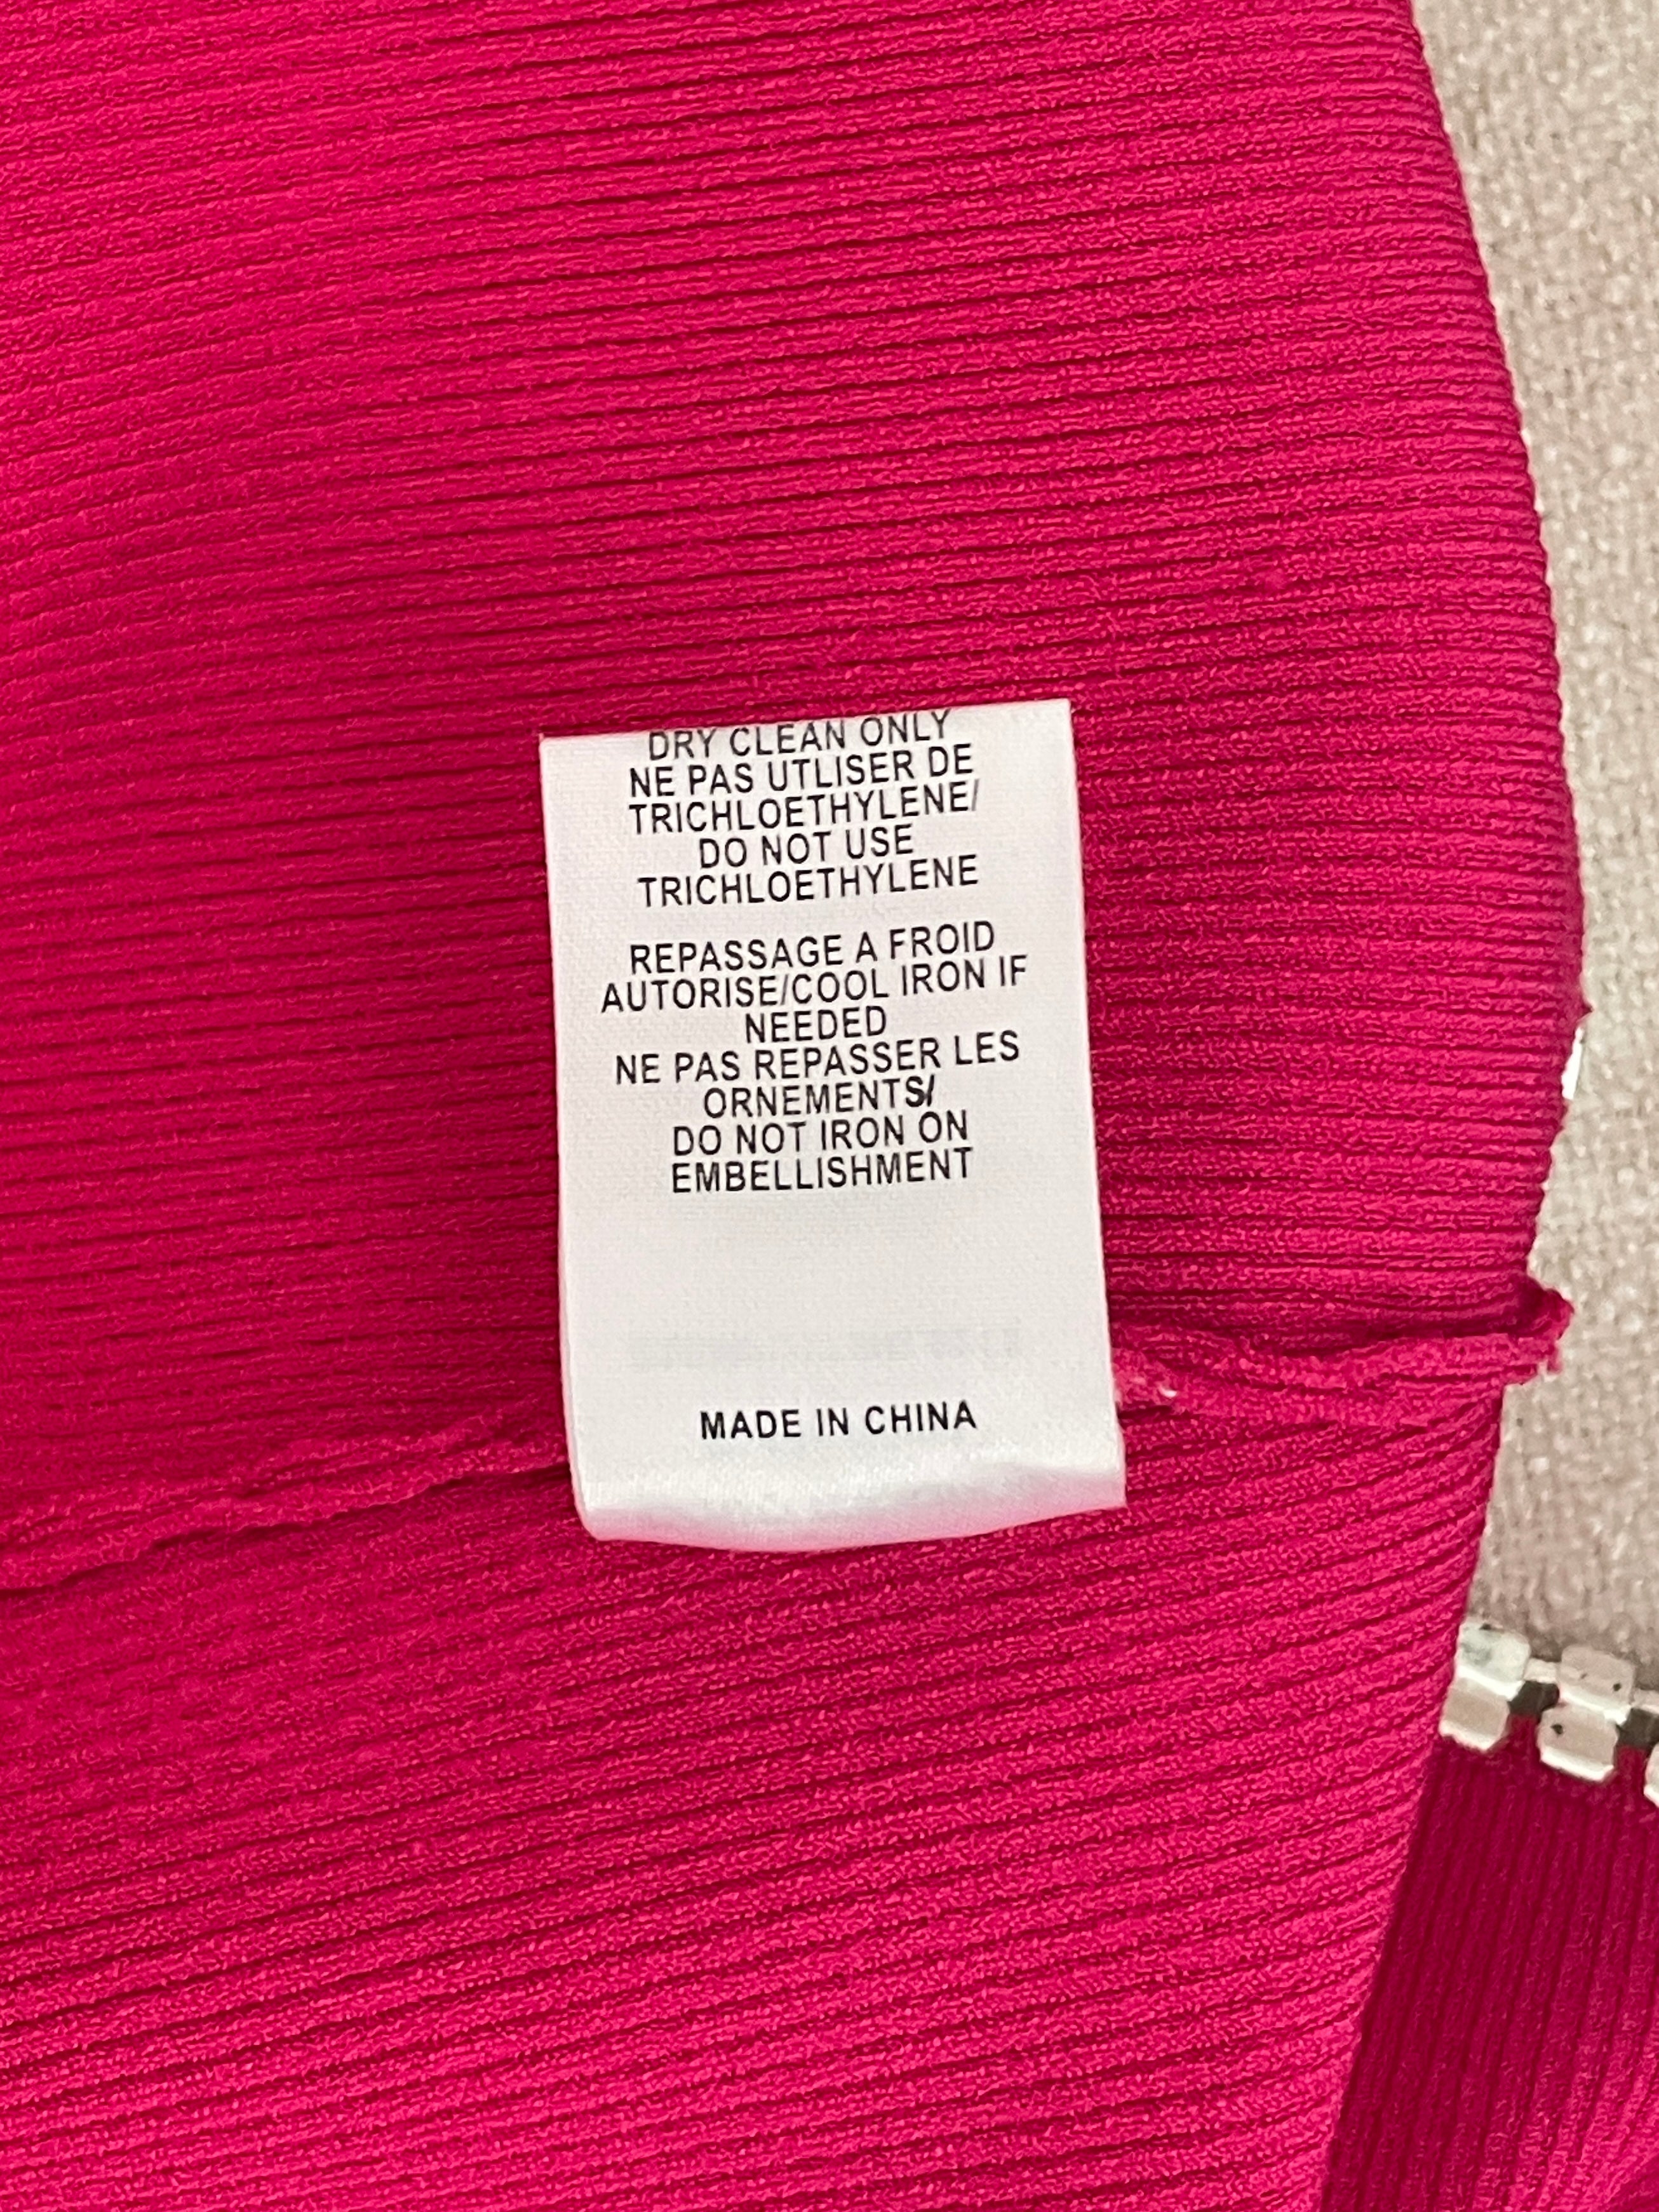 DRY CLEAN ONLY
NE PAS UTLISER DE
TRICHLOETHYLENE/
DO NOT USE
TRICHLOETHYLENE
REPASSAGE A FROID
AUTORISE/COOL IRON IF
NEEDED
NE PAS REPASSER LES
ORNEMENTS/
DO NOT IRON ON
EMBELLISHMENT
MADE IN CHINA